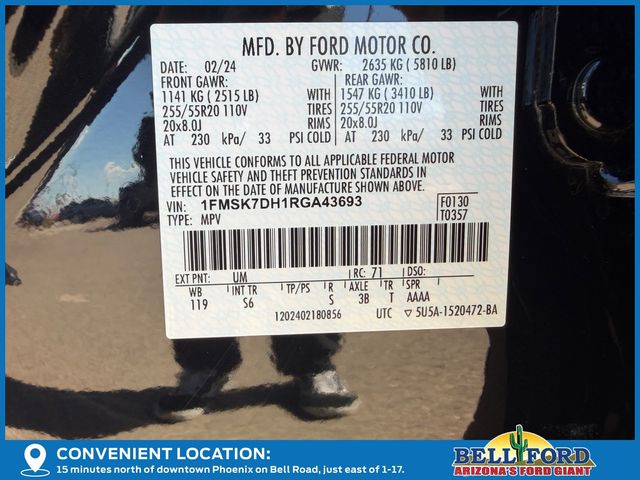 MFD. BY FORD MOTOR CO.
DATE: 02/24 GVWR: 2635 KG ( 5810 LB)
FRONT GAWR: REAR GAWR:
1141 KG ( 2515 LB) WITH 1547 KG ( 3410 LB) WITH
255/55R20 110V TIRES 255/55R20 110V TIRES
20x8.0J RIMS 20x8.0J RIMS
AT 230 kPa/ 33 PSI COLD AT 230 kPa/ 33 PSI COLD
THIS VEHICLE CONFORMS TO ALL APPLICABLE FEDERAL MOTOR
VEHICLE SAFETY AND THEFT PREVENTION STANDARDS IN
EFFECT ON THE DATE OF MANUFACTURE SHOWN ABOVE.
VIN: 1FMSK7DH1RGA43693 F0130
TYPE: MPV T0357
EXT PNT: UM RC: 71 DSO:
WB INT TR TP/PS R AXLE TR SPR
119 S6 S 3B T AAAA
1202402180856 UTC ▽ 5U5A-1520472-BA
CONVENIENT LOCATION:
15 minutes north of downtown Phoenix on Bell Road, just east of 1-17.
BELL FORD
ARIZONA'S FORD GIANT